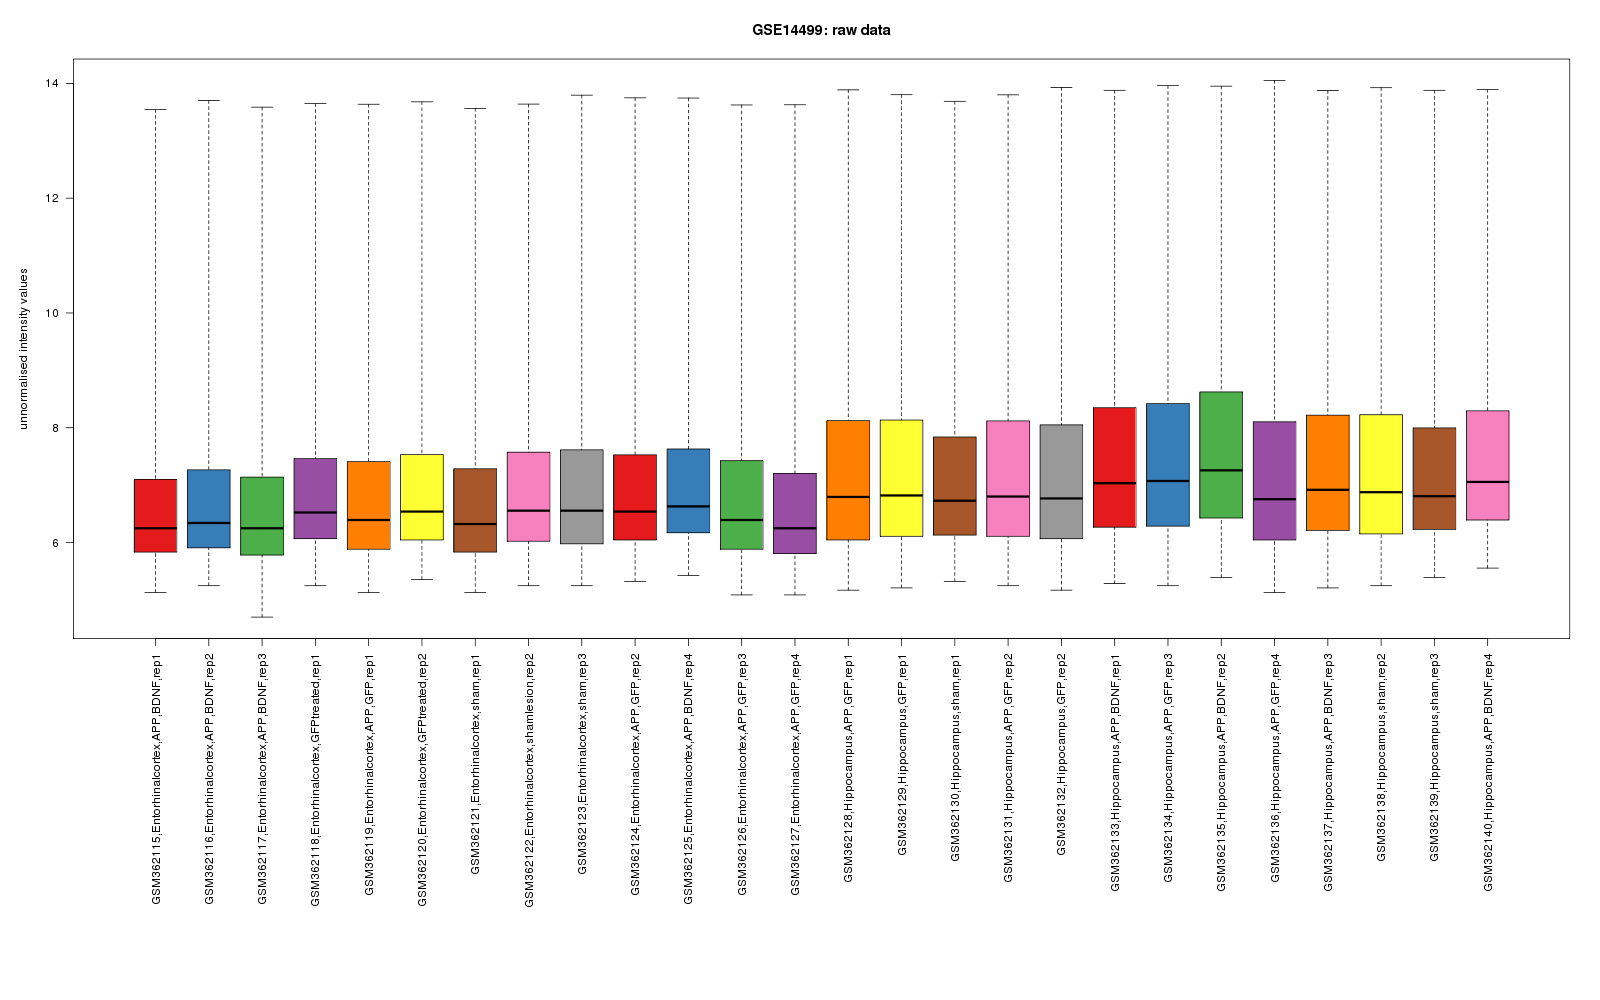 GSE14499: raw data
unnormalised intensity values
14
12
10
8
6
GSM362115,Entorhinalcortex,APP,BDNF,rep1
GSM362116,Entorhinalcortex,APP,BDNF,rep2
GSM362117,Entorhinalcortex,APP,BDNF,rep3
GSM362118,Entorhinalcortex,GFPtreated,rep1
GSM362119,Entorhinalcortex,APP,GFP,rep1
GSM362120,Entorhinalcortex,GFPtreated,rep2
GSM362121,Entorhinalcortex,sham,rep1
GSM362122,Entorhinalcortex,shamlesion,rep2
GSM362123,Entorhinalcortex,sham,rep3
GSM362124,Entorhinalcortex,APP,GFP,rep2
GSM362125,Entorhinalcortex,APP,BDNF,rep4
GSM362126,Entorhinalcortex,APP,GFP,rep3
GSM362127,Entorhinalcortex,APP,GFP,rep4
GSM362128,Hippocampus,APP,GFP,rep1
GSM362129,Hippocampus,GFP,rep1
GSM362130,Hippocampus,sham,rep1
GSM362131,Hippocampus,APP,GFP,rep2
GSM362132,Hippocampus,GFP,rep2
GSM362133,Hippocampus,APP,BDNF,rep1
GSM362134,Hippocampus,APP,GFP,rep3
GSM362135,Hippocampus,APP,BDNF,rep2
GSM362136,Hippocampus,APP,GFP,rep4
GSM362137,Hippocampus,APP,BDNF,rep3
GSM362138,Hippocampus,sham,rep2
GSM362139,Hippocampus,sham,rep3
GSM362140,Hippocampus,APP,BDNF,rep4